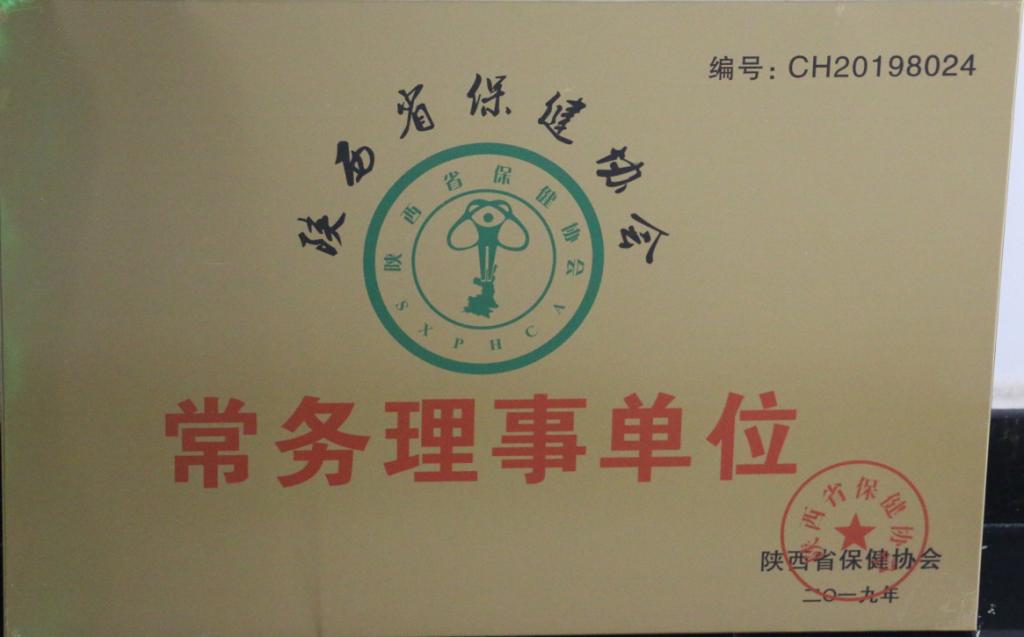 编号：CH20198024
陕西省保健协会
陕西省保健协会
SXPHCA
常务理事单位
陕西省保健协会
陕西省保健协会
二〇一九年